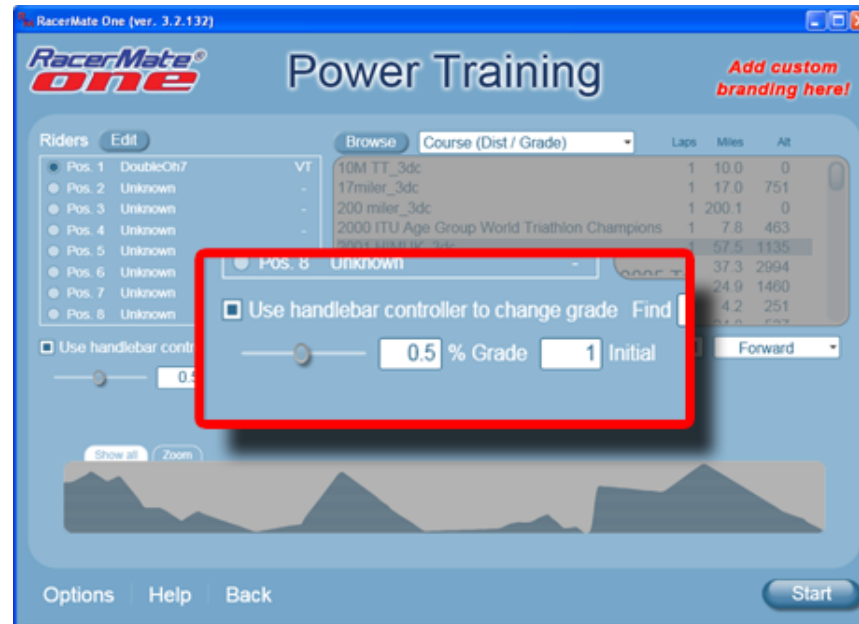 RacerMate One (ver. 3.2.132)
RacerMate®
one
Power Training
Add custom
branding here!
Riders Edit
Browse Course (Dist / Grade) Laps Miles Alt
Pos. 1 DoubleOh7 VT
Pos. 2 Unknown -
Pos. 3 Unknown -
Pos. 4 Unknown -
Pos. 5 Unknown
Pos. 6 Unknown
Pos. 7 Unknown
Pos. 8 Unknown
10M TT_3dc 1 10.0 0
17miler_3dc 1 17.0 751
200 miler_3dc 1 200.1 0
2000 ITU Age Group World Triathlon Champions 1 7.8 463
57.5 1135
37.3 2994
24.9 1460
4.2 251
Pos. 8 Unknown -
Use handlebar controller to change grade Find
0.5 % Grade 1 Initial
Use handlebar contr
0.5
Forward
Show all Zoom
Options Help Back
Start